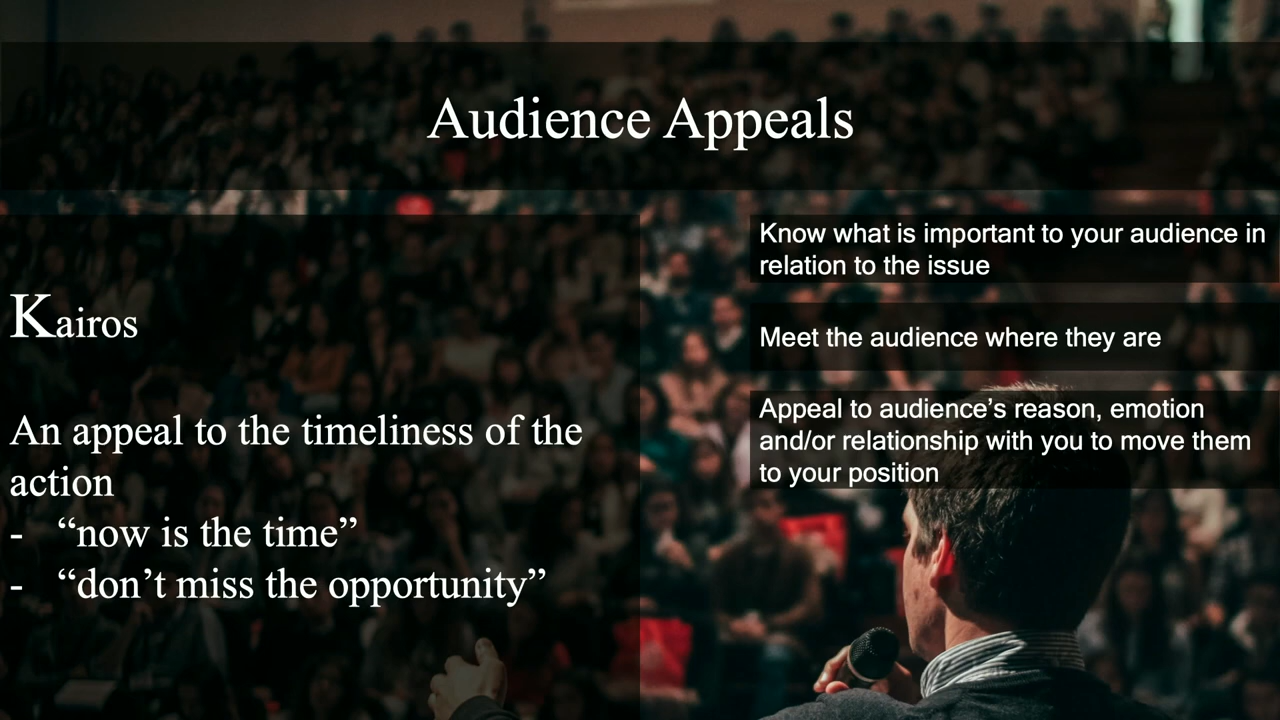 Audience Appeals
Kairos
An appeal to the timeliness of the
action
- “now is the time”
- “don’t miss the opportunity”
Know what is important to your audience in
relation to the issue
Meet the audience where they are
Appeal to audience’s reason, emotion
and/or relationship with you to move them
to your position